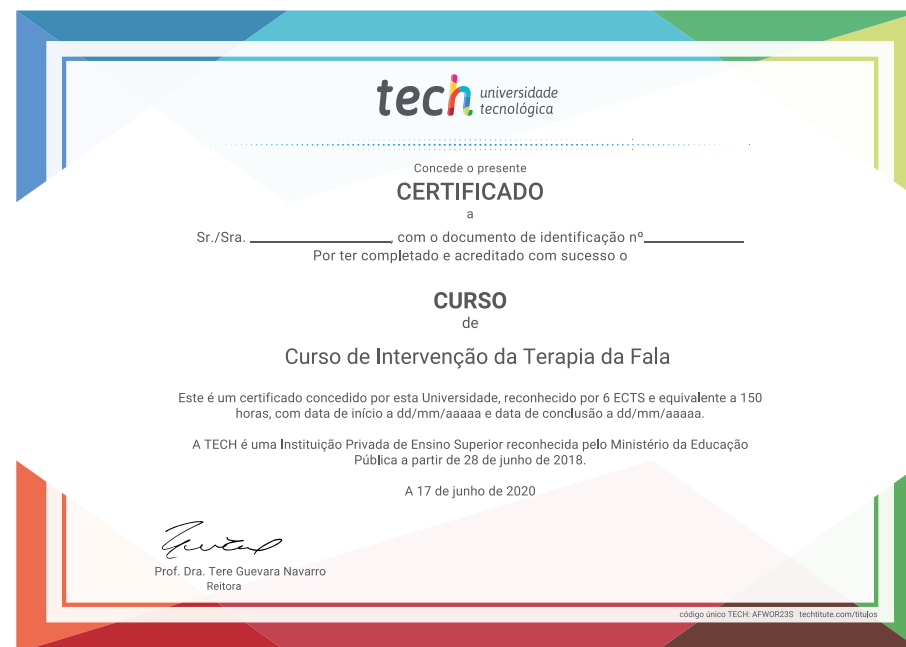 tech universidade
tecnológica
Concede o presente
CERTIFICADO
a
Sr./Sra. , com o documento de identificação nº
Por ter completado e acreditado com sucesso o
CURSO
de
Curso de Intervenção da Terapia da Fala
Este é um certificado concedido por esta Universidade, reconhecido por 6 ECTS e equivalente a 150
horas, com data de início a dd/mm/aaaaa e data de conclusão a dd/mm/aaaaa.
A TECH é uma Instituição Privada de Ensino Superior reconhecida pelo Ministério da Educação
Pública a partir de 28 de junho de 2018.
A 17 de junho de 2020
Prof. Dra. Tere Guevara Navarro
Reitora
código único TECH: AFWOR23S techtitute.com/titulos